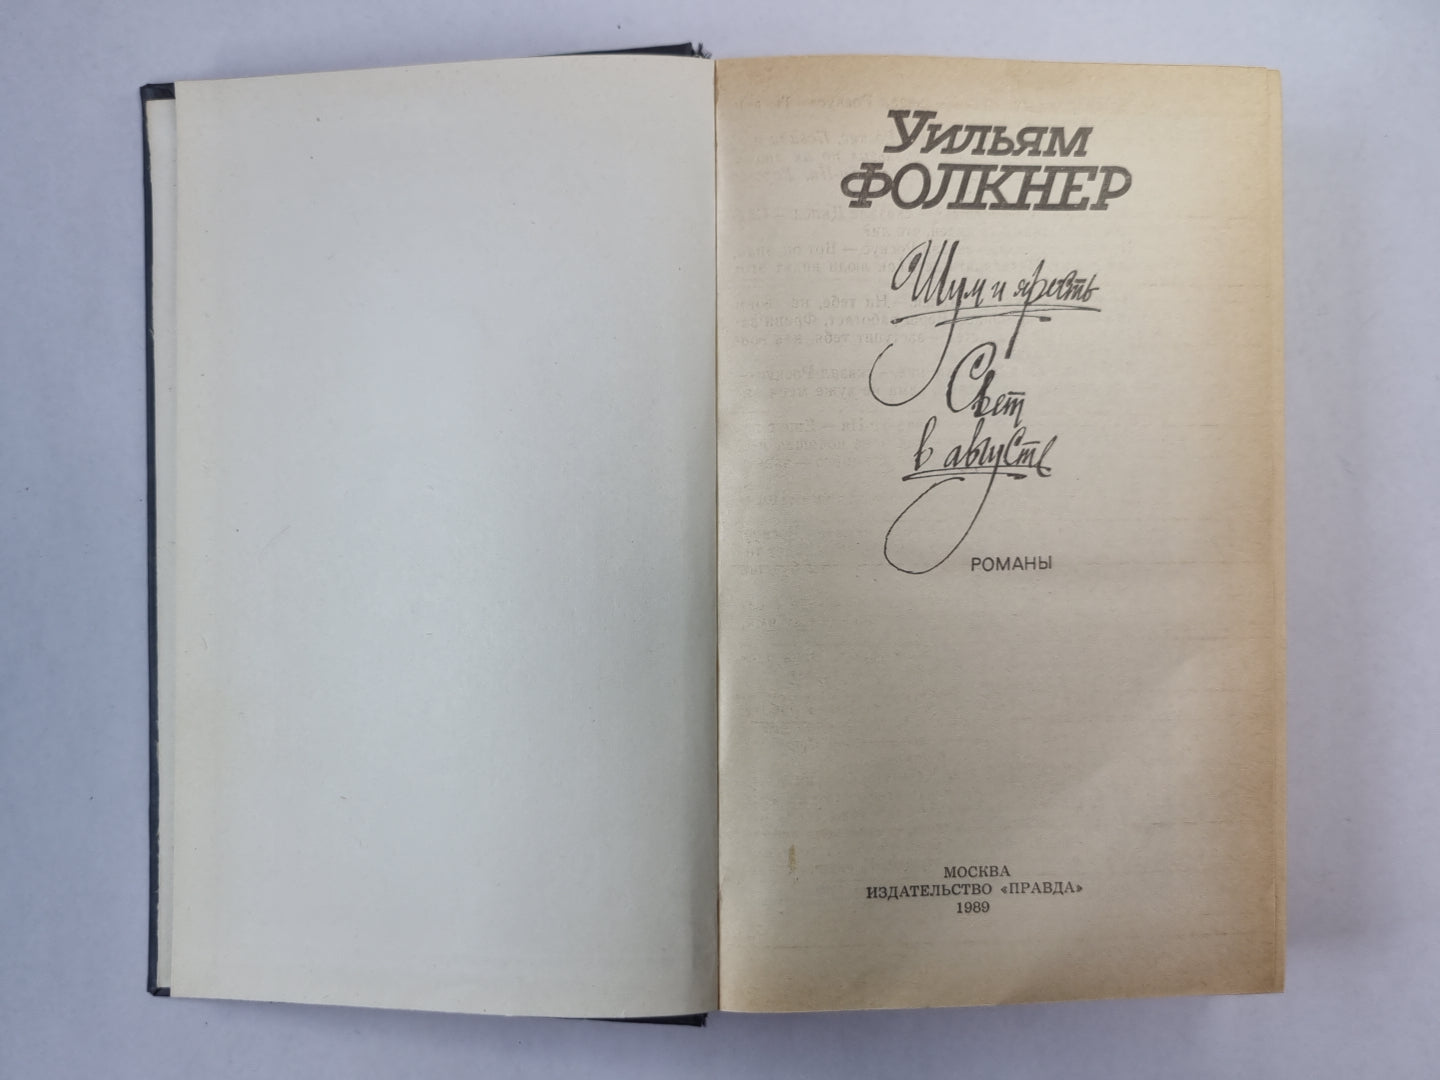 Уильям
ФОЛКНЕР
Шум и ярость
Свет
в августе
РОМАНЫ
МОСКВА
ИЗДАТЕЛЬСТВО «ПРАВДА»
1989